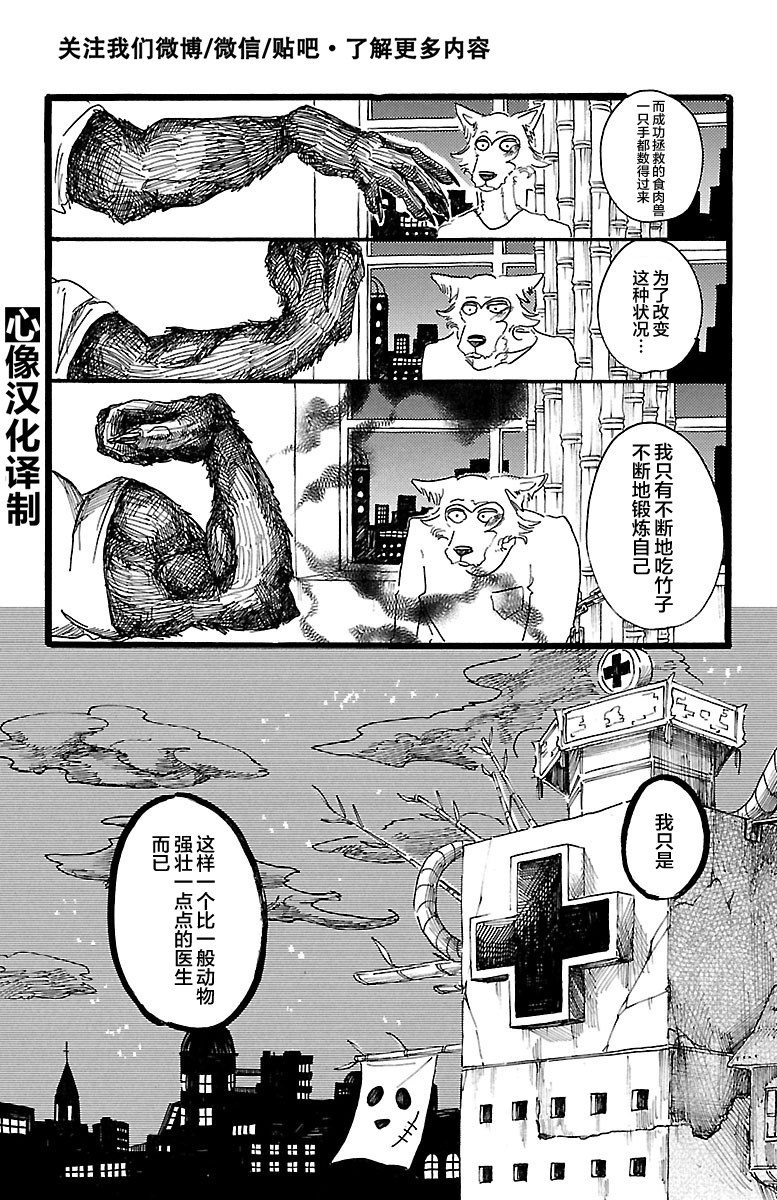 关注我们微博/微信/贴吧·了解更多内容
而成功拯救的食肉兽
一只手都数得过来
为了改变
这种状况…
心像汉化译制
我只有不断地吃竹子
不断地锻炼自己
我只是
这样一个比一般动物
强壮一点点的医生
而已